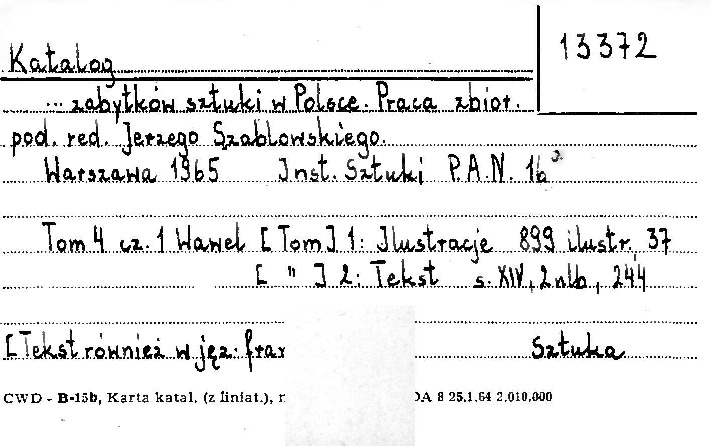 13372
Katalog
... zabytków sztuki w Polsce. Praca zbior.
pod. red. Jerzego Szablowskiego.
Warszawa 1965 Inst. Sztuki P.A.N. 16°
Tom 4 cz. 1 Wawel [Tom] 1: Ilustracje 899 ilustr, 37
[ " ] 2: Tekst s. XIV, 2 nlb, 244
[Tekst również w jęz. fran
Sztuka
CWD - B-15b, Karta katal. (z liniat.), DA 8 25.1.64 2.010.000